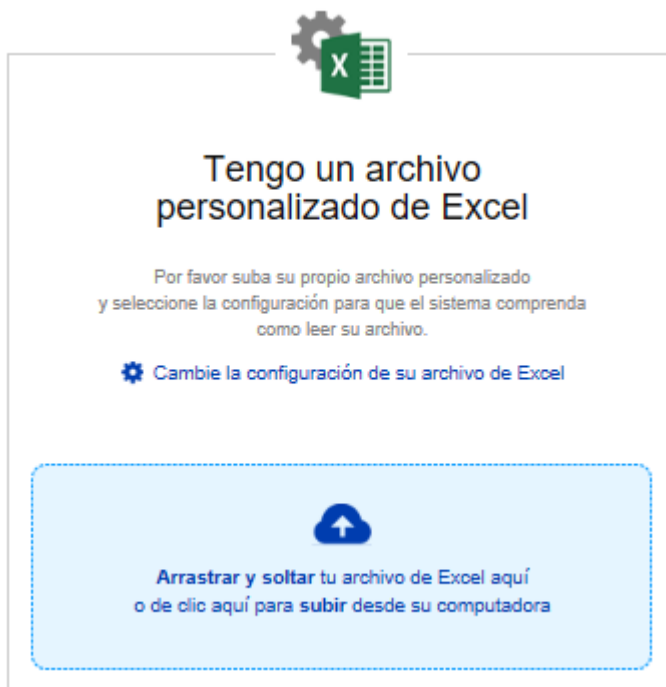 X
Tengo un archivo
personalizado de Excel
Por favor suba su propio archivo personalizado
y seleccione la configuración para que el sistema comprenda
como leer su archivo.
Cambie la configuración de su archivo de Excel
Arrastrar y soltar tu archivo de Excel aquí
o de clic aquí para subir desde su computadora